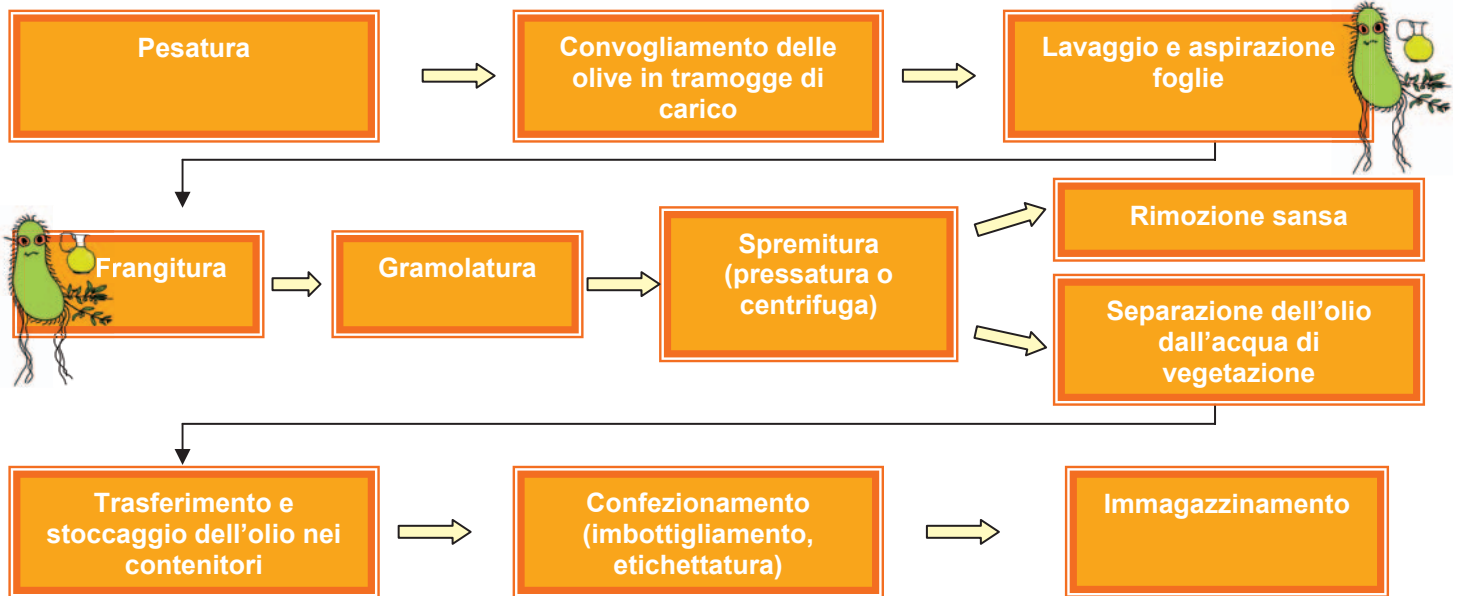 Pesatura
Convogliamento delle
olive in tramogge di
carico
Lavaggio e aspirazione
foglie
Frangitura
Gramolatura
Spremitura
(pressatura o
centrifuga)
Rimozione sansa
Separazione dell’olio
dall’acqua di
vegetazione
Trasferimento e
stoccaggio dell’olio nei
contenitori
Confezionamento
(imbottigliamento,
etichettatura)
Immagazzinamento